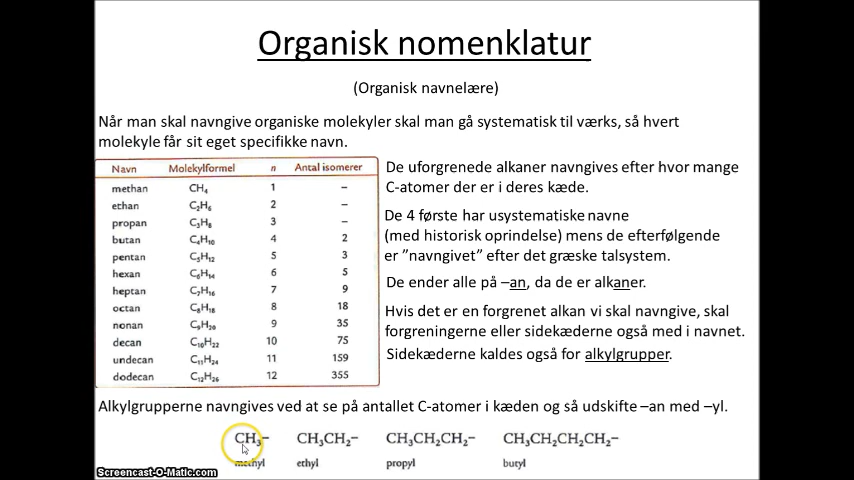 Organisk nomenklatur
(Organisk navnelære)
Når man skal navngive organiske molekyler skal man gå systematisk til værks, så hvert
molekyle får sit eget specifikke navn.
Navn Molekylformel n Antal isomerer
methan CH₄ 1 –
ethan C₂H₆ 2 –
propan C₃H₈ 3 –
butan C₄H₁₀ 4 2
pentan C₅H₁₂ 5 3
hexan C₆H₁₄ 6 5
heptan C₇H₁₆ 7 9
octan C₈H₁₈ 8 18
nonan C₉H₂₀ 9 35
decan C₁₀H₂₂ 10 75
undecan C₁₁H₂₄ 11 159
dodecan C₁₂H₂₆ 12 355
De uforgrenede alkaner navngives efter hvor mange
C-atomer der er i deres kæde.
De 4 første har usystematiske navne
(med historisk oprindelse) mens de efterfølgende
er ”navngivet” efter det græske talsystem.
De ender alle på –an, da de er alkaner.
Hvis det er en forgrenet alkan vi skal navngive, skal
forgreningerne eller sidekæderne også med i navnet.
Sidekæderne kaldes også for alkylgrupper.
Alkylgrupperne navngives ved at se på antallet C-atomer i kæden og så udskifte –an med –yl.
CH₃– CH₃CH₂– CH₃CH₂CH₂– CH₃CH₂CH₂CH₂–
methyl ethyl propyl butyl
Screencast-O-Matic.com